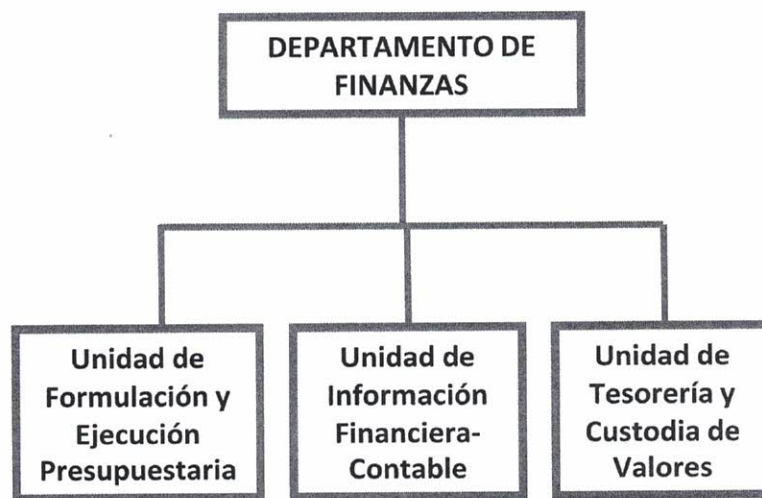 DEPARTAMENTO DE
FINANZAS
Unidad de
Formulación y
Ejecución
Presupuestaria
Unidad de
Información
Financiera-
Contable
Unidad de
Tesorería y
Custodia de
Valores